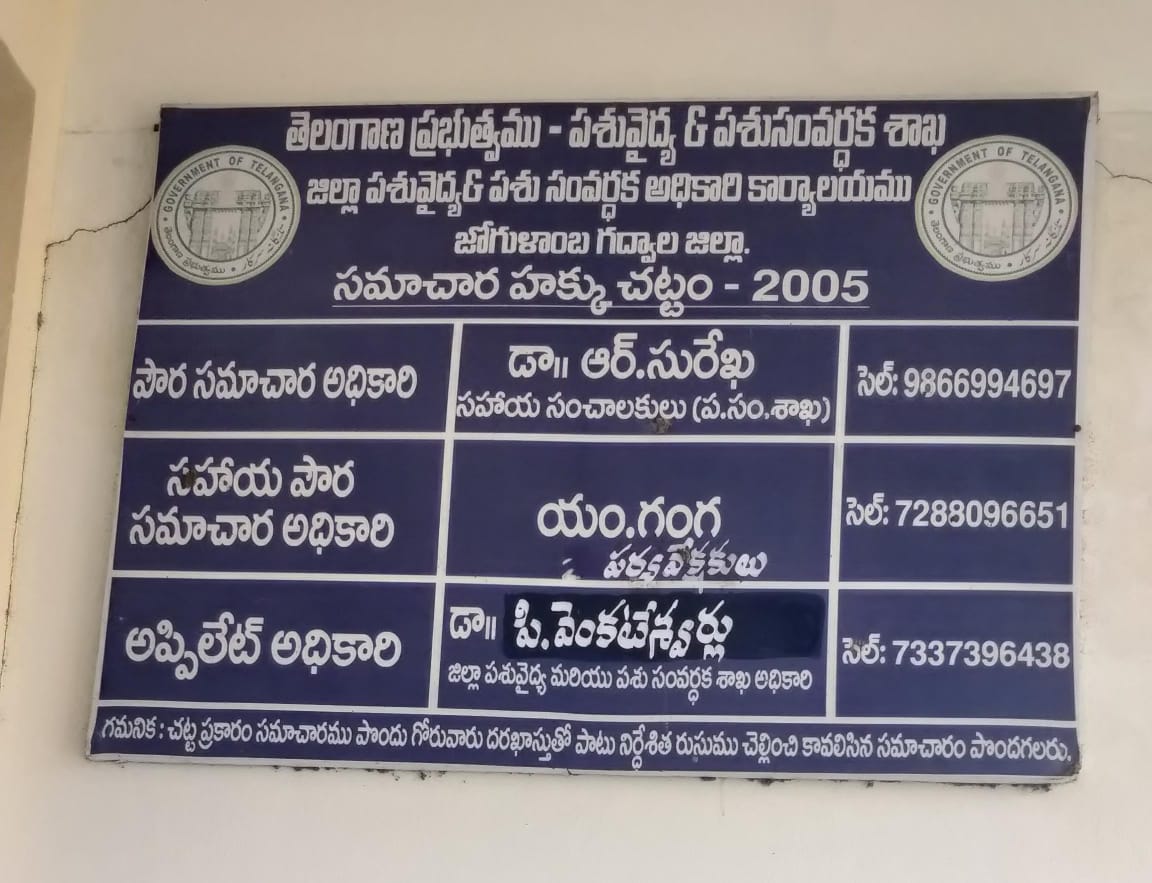 తెలంగాణ ప్రభుత్వము - పశువైద్య & పశుసంవర్ధక శాఖ
జిల్లా పశువైద్య & పశు సంవర్ధక అధికారి కార్యాలయము
జోగుళాంబ గద్వాల జిల్లా.
సమాచార హక్కు చట్టం - 2005
GOVERNMENT OF TELANGANA
తెలంగాణ ప్రభుత్వము
GOVERNMENT OF TELANGANA
తెలంగాణ ప్రభుత్వము
పౌర సమాచార అధికారి
డా॥ ఆర్.సురేఖ
సహాయ సంచాలకులు (ప.సం.శాఖ)
సెల్: 9866994697
సహాయ పౌర
సమాచార అధికారి
యం.గంగ
పర్యవేక్షకులు
సెల్: 7288096651
అప్పిలేట్ అధికారి
డా॥ పి.వెంకటేశ్వర్లు
జిల్లా పశువైద్య మరియు పశు సంవర్ధక శాఖ అధికారి
సెల్: 7337396438
గమనిక : చట్ట ప్రకారం సమాచారము పొందు గోరువారు దరఖాస్తుతో పాటు నిర్దేశిత రుసుము చెల్లించి కావలిసిన సమాచారం పొందగలరు.